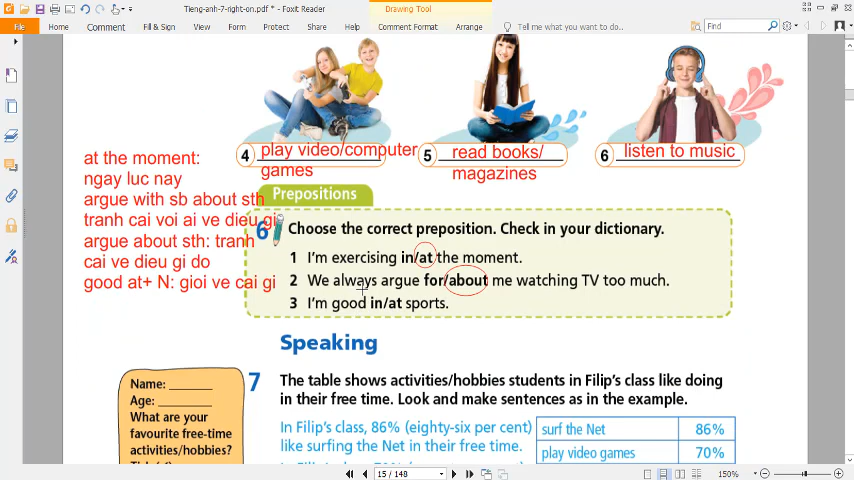 Tieng-anh-7-right-on.pdf * - Foxit Reader
Drawing Tool
File
Home
Comment
Fill & Sign
View
Form
Protect
Share
Help
Comment Format
Arrange
Tell me what you want to do...
Find
4 play video/computer games
5 read books/ magazines
6 listen to music
at the moment:
ngay luc nay
argue with sb about sth
tranh cai voi ai ve dieu gi
argue about sth: tranh
cai ve dieu gi do
good at+ N: gioi ve cai gi
Prepositions
6 Choose the correct preposition. Check in your dictionary.
1 I'm exercising in/at the moment.
2 We always argue for/about me watching TV too much.
3 I'm good in/at sports.
Speaking
7 The table shows activities/hobbies students in Filip's class like doing
in their free time. Look and make sentences as in the example.
Name: ______
Age: ________
What are your
favourite free-time
activities/hobbies?
In Filip's class, 86% (eighty-six per cent)
like surfing the Net in their free time.
surf the Net 86%
play video games 70%
15 / 148
150%